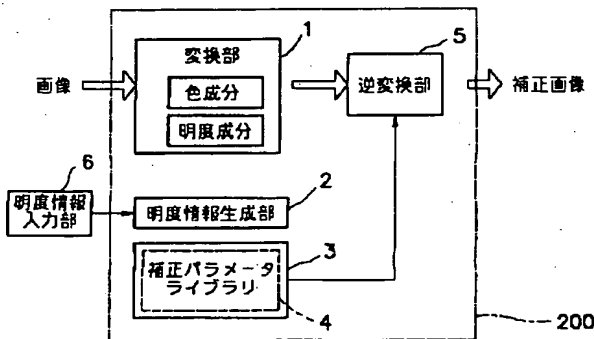 1
変換部
色成分
明度成分
画像
5
逆変換部
補正画像
6
明度情報
入力部
2
明度情報生成部
3
補正パラメータ
ライブラリ
4
200